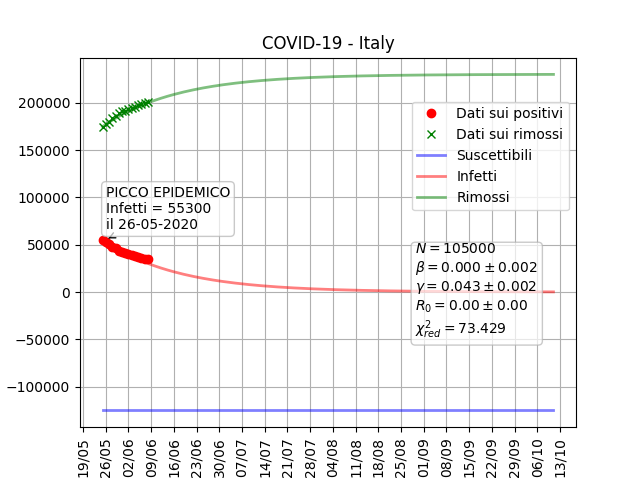 COVID-19 - Italy
200000
150000
100000
50000
0
−50000
−100000
Dati sui positivi
Dati sui rimossi
Suscettibili
Infetti
Rimossi
PICCO EPIDEMICO
Infetti = 55300
il 26-05-2020
N = 105000
β = 0.000 ± 0.002
γ = 0.043 ± 0.002
R₀ = 0.00 ± 0.00
χ²red = 73.429
19/05
26/05
02/06
09/06
16/06
23/06
30/06
07/07
14/07
21/07
28/07
04/08
11/08
18/08
25/08
01/09
08/09
15/09
22/09
29/09
06/10
13/10